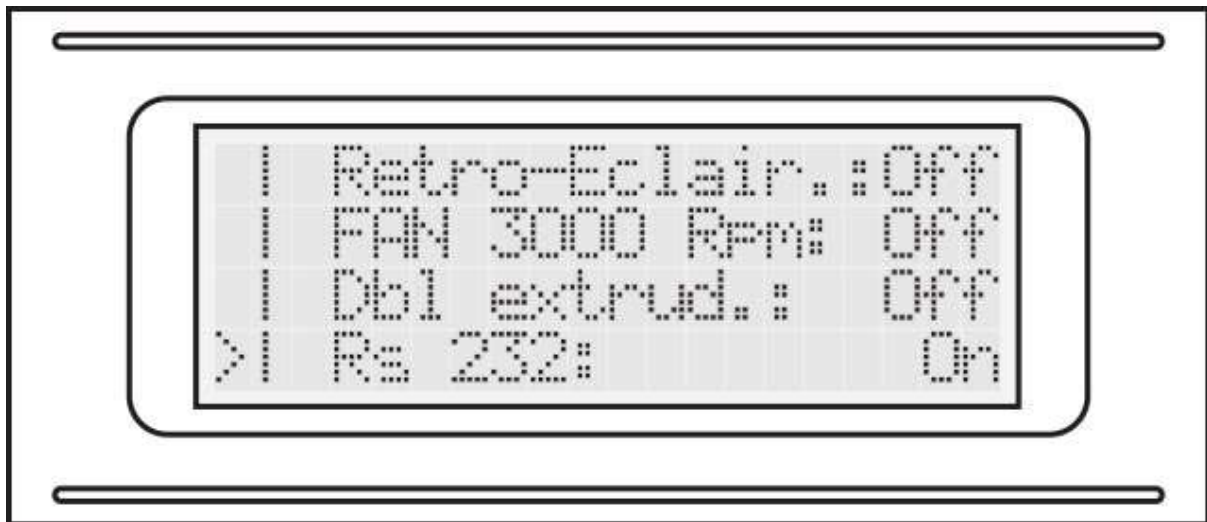 | Retro-Eclair.:Off
| FAN 3000 Rpm: Off
| Dbl extrud.: Off
>| Rs 232: On